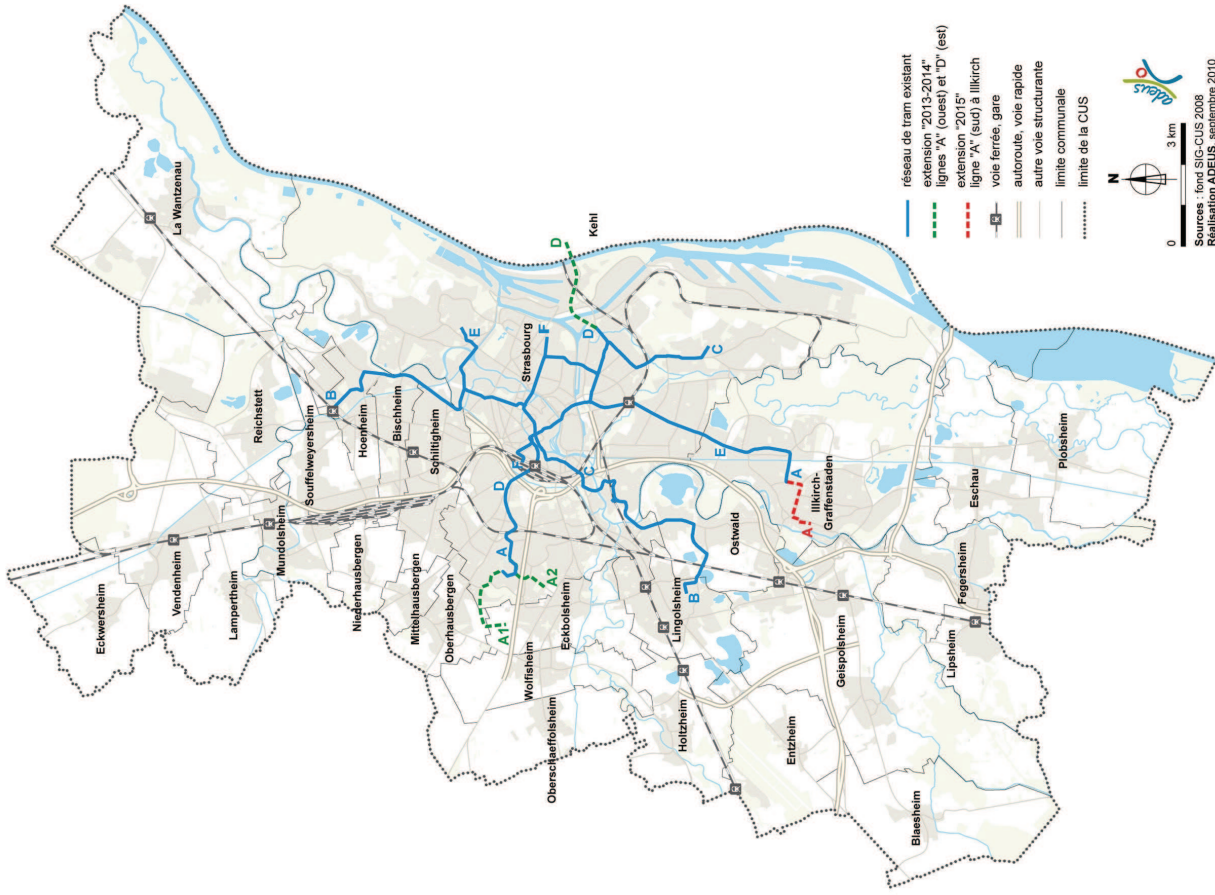 La Wantzenau
Eckwersheim
Vendenheim
Reichstett
Mundolsheim
Lampertheim
Souffelweyersheim
B
Hoenheim
Niederhausbergen
Bischheim
Mittelhausbergen
Schiltigheim
Oberhausbergen
E
Kehl
D
Strasbourg
F
D
F
D
A
A1
A2
C
C
Wolfisheim
Eckbolsheim
Oberschaeffolsheim
B
Lingolsheim
Ostwald
E
A
A
Illkirch-
Graffenstaden
Holtzheim
Entzheim
Geispolsheim
Blaesheim
Eschau
Plobsheim
Fegersheim
Lipsheim
réseau de tram existant
extension "2013-2014"
lignes "A" (ouest) et "D" (est)
extension "2015"
ligne "A" (sud) à Illkirch
voie ferrée, gare
autoroute, voie rapide
autre voie structurante
limite communale
limite de la CUS
N
0
3 km
adeus
Sources : fond SIG-CUS 2008
Réalisation ADEUS, septembre 2010